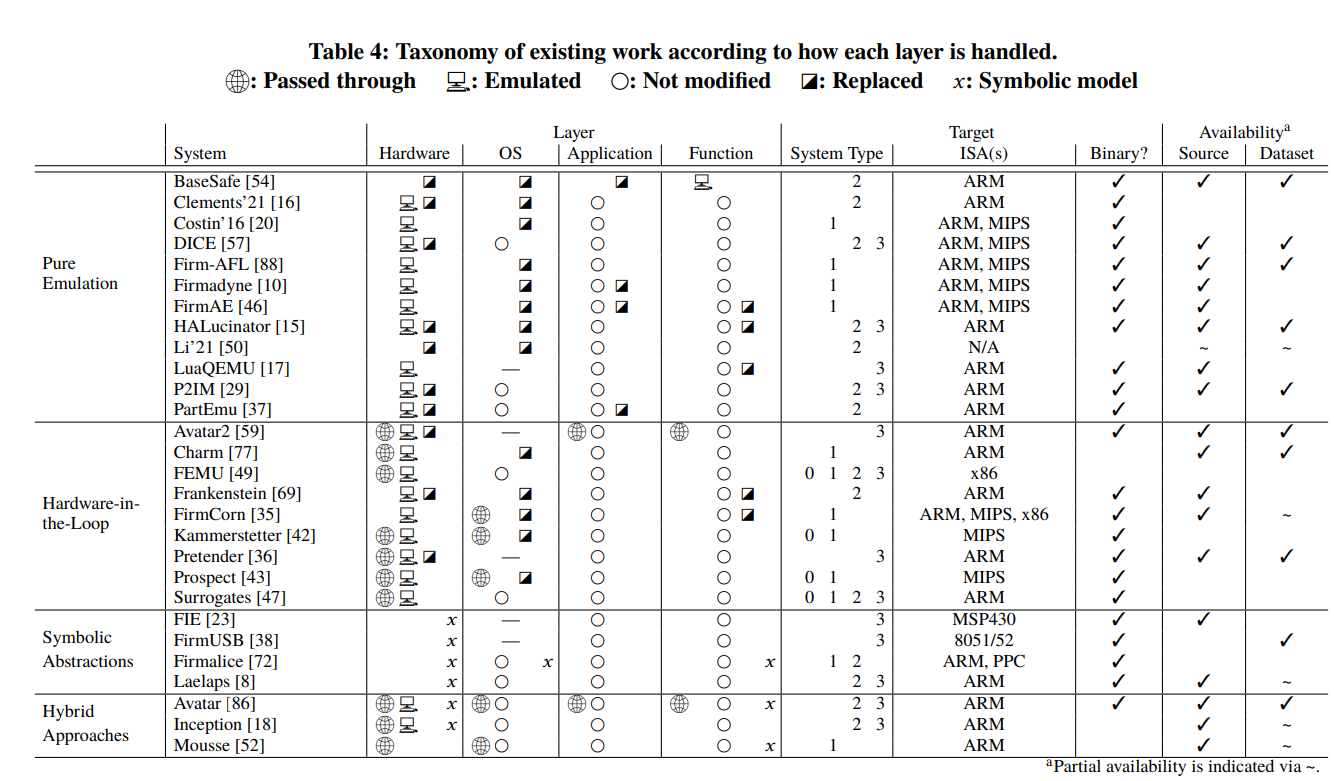 Table 4: Taxonomy of existing work according to how each layer is handled.
: Passed through : Emulated ○: Not modified ◪: Replaced x: Symbolic model
Layer Target Availabilityᵃ
System Hardware OS Application Function System Type ISA(s) Binary? Source Dataset
Pure Emulation
BaseSafe [54] ◪ ◪ ◪ 2 ARM ✓ ✓ ✓
Clements'21 [16] ◪ ◪ ○ ○ 2 ARM ✓
Costin'16 [20] ◪ ○ ○ 1 ARM, MIPS ✓
DICE [57] ◪ ○ ○ ○ 2 3 ARM, MIPS ✓ ✓ ✓
Firm-AFL [88] ◪ ○ ○ 1 ARM, MIPS ✓ ✓ ✓
Firmadyne [10] ◪ ○ ◪ ○ 1 ARM, MIPS ✓ ✓
FirmAE [46] ◪ ○ ◪ ○ ◪ 1 ARM, MIPS ✓ ✓
HALucinator [15] ◪ ◪ ○ ○ ◪ 2 3 ARM ✓ ✓ ✓
Li'21 [50] ◪ ◪ ○ ○ 2 N/A ~ ~
LuaQEMU [17] — ○ ○ ◪ 3 ARM ✓ ✓
P2IM [29] ◪ ○ ○ ○ 2 3 ARM ✓ ✓ ✓
PartEmu [37] ◪ ○ ○ ◪ ○ 2 ARM ✓
Hardware-in-
the-Loop
Avatar2 [59] ◪ — ○ ○ 3 ARM ✓ ✓ ✓
Charm [77] ◪ ○ ○ 1 ARM ✓ ✓
FEMU [49] ○ ○ ○ 0 1 2 3 x86
Frankenstein [69] ◪ ◪ ○ ○ ◪ 2 ARM ✓ ✓
FirmCorn [35] ◪ ○ ○ ◪ 1 ARM, MIPS, x86 ✓ ✓ ~
Kammerstetter [42] ◪ ○ ○ 0 1 MIPS ✓
Pretender [36] ◪ — ○ ○ 3 ARM ✓ ✓ ✓
Prospect [43] ◪ ○ ○ 0 1 MIPS ✓
Surrogates [47] ○ ○ ○ 0 1 2 3 ARM ✓
Symbolic
Abstractions
FIE [23] x — ○ ○ 3 MSP430 ✓ ✓
FirmUSB [38] x — ○ ○ 3 8051/52 ✓ ✓
Firmalice [72] x ○ x ○ ○ x 1 2 ARM, PPC ✓
Laelaps [8] x ○ ○ ○ 2 3 ARM ✓ ✓ ~
Hybrid
Approaches
Avatar [86] x ○ ○ ○ x 2 3 ARM ✓ ✓ ✓
Inception [18] x ○ ○ ○ 2 3 ARM ✓ ~
Mousse [52] ○ ○ ○ x 1 ARM ✓ ~
ᵃPartial availability is indicated via ~.